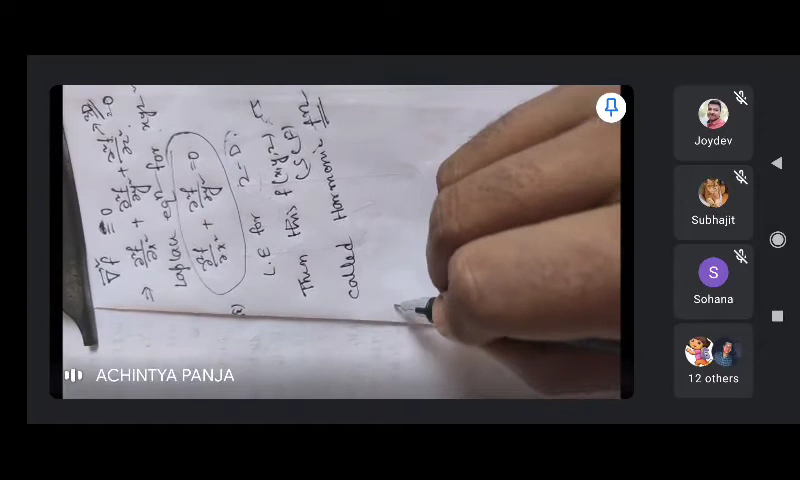 ∇²f = 0
⇒ ∂²f/∂x² + ∂²f/∂y² + ∂²f/∂z² = 0
Laplace eqn for xyz
∂²f/∂x² + ∂²f/∂y² = 0
2-D.
L.E for f(x,y,z)
Then this f(x,y,z)
called Harmonic fn
ACHINTYA PANJA
Joydev
Subhajit
S
Sohana
12 others